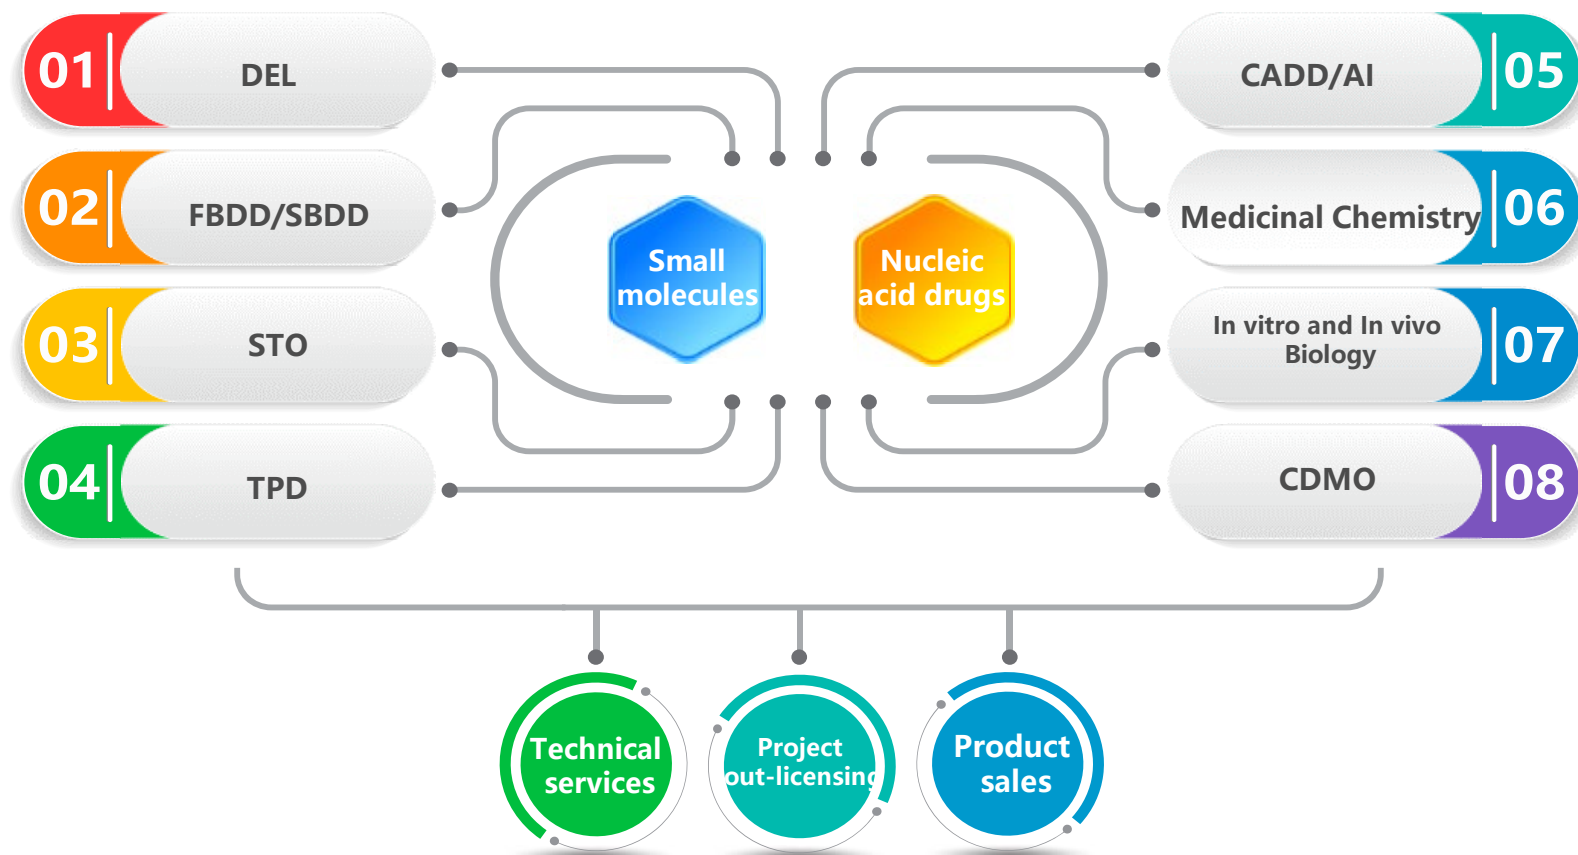 01
DEL
02
FBDD/SBDD
03
STO
04
TPD
Small
molecules
Nucleic
acid drugs
CADD/AI
05
Medicinal Chemistry
06
In vitro and In vivo
Biology
07
CDMO
08
Technical
services
Project
out-licensing
Product
sales